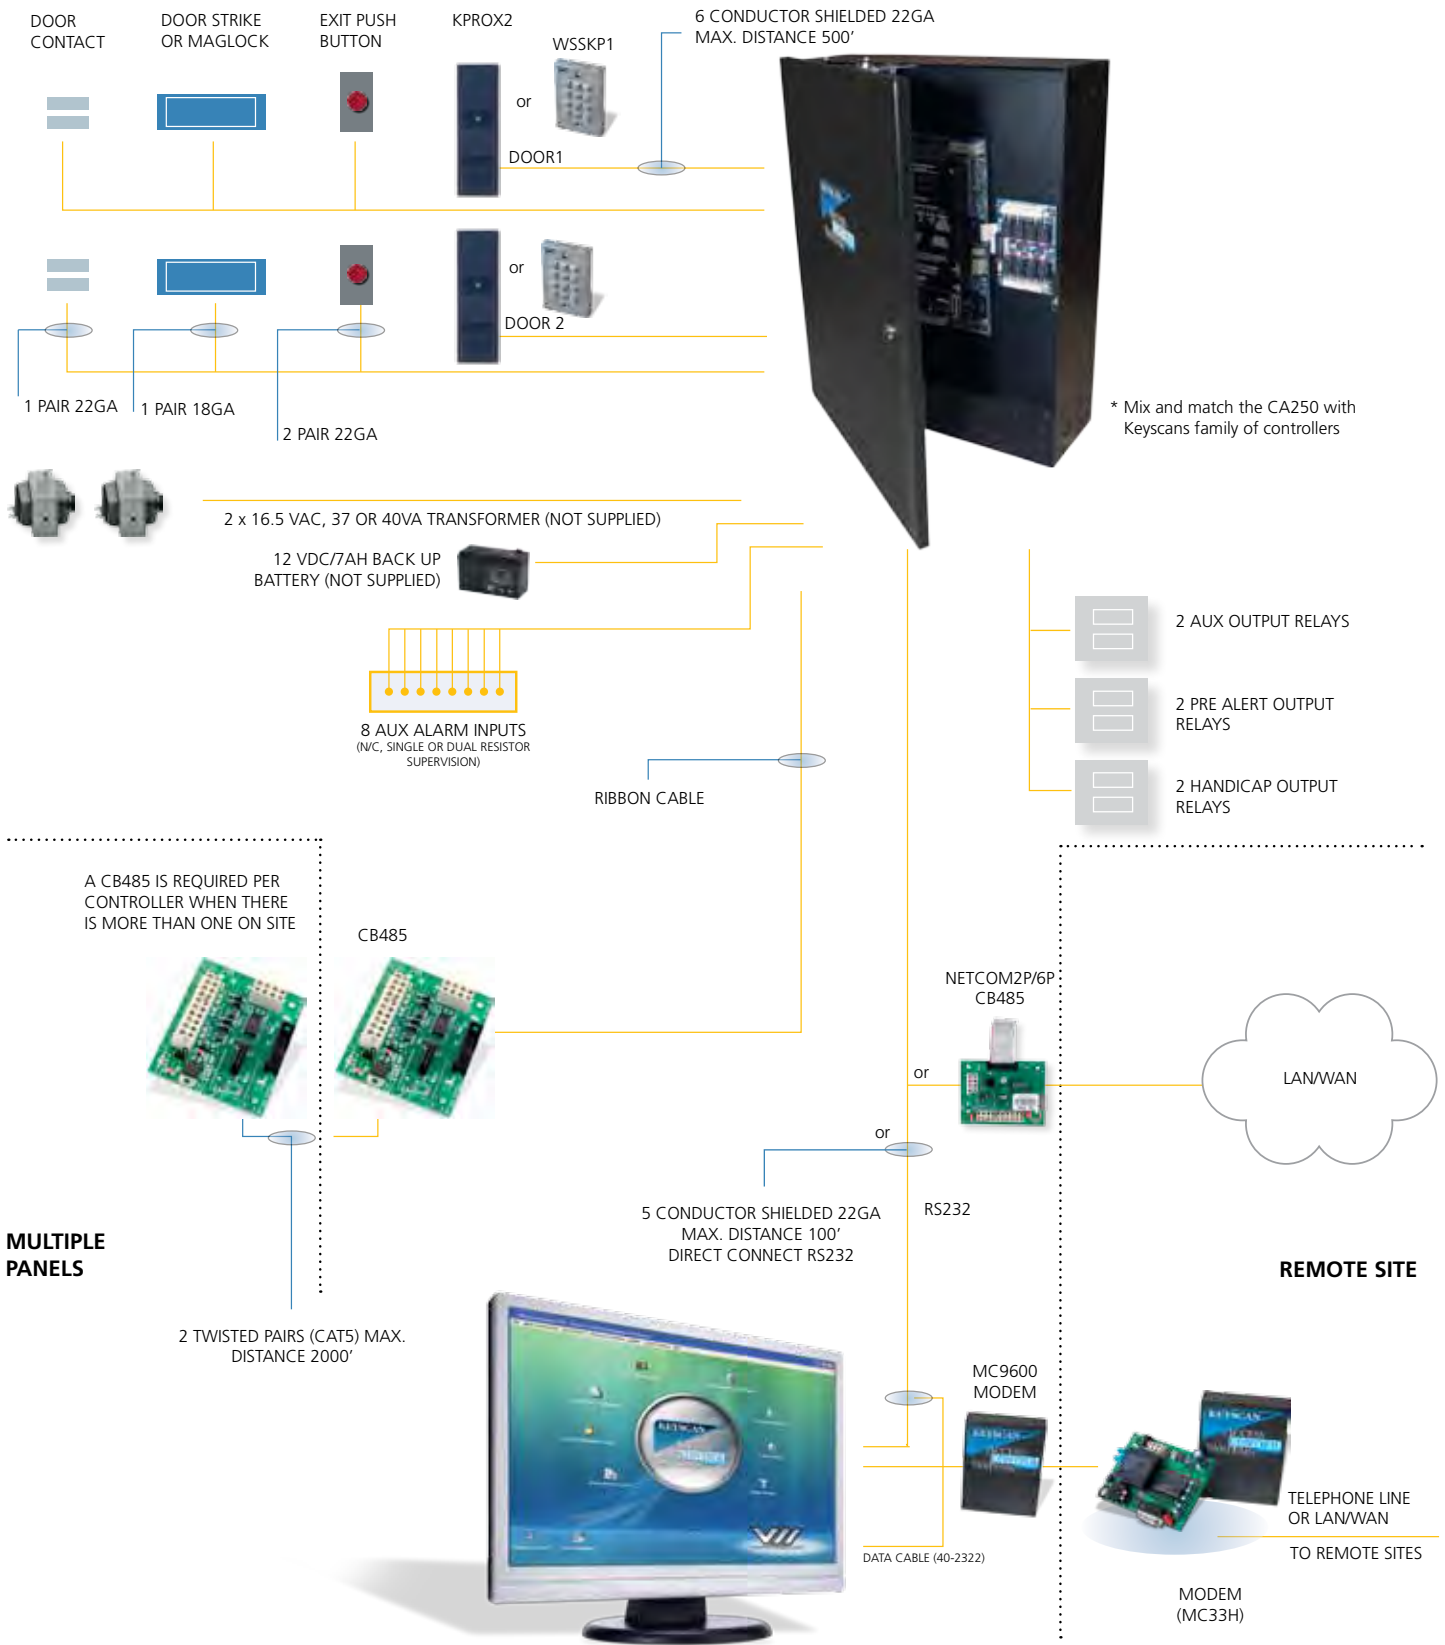 DOOR
CONTACT
DOOR STRIKE
OR MAGLOCK
EXIT PUSH
BUTTON
KPROX2
WSSKP1
6 CONDUCTOR SHIELDED 22GA
MAX. DISTANCE 500’
or
DOOR1
or
DOOR 2
1 PAIR 22GA
1 PAIR 18GA
2 PAIR 22GA
* Mix and match the CA250 with
Keyscans family of controllers
2 x 16.5 VAC, 37 OR 40VA TRANSFORMER (NOT SUPPLIED)
12 VDC/7AH BACK UP
BATTERY (NOT SUPPLIED)
8 AUX ALARM INPUTS
(N/C, SINGLE OR DUAL RESISTOR
SUPERVISION)
2 AUX OUTPUT RELAYS
2 PRE ALERT OUTPUT
RELAYS
2 HANDICAP OUTPUT
RELAYS
RIBBON CABLE
A CB485 IS REQUIRED PER
CONTROLLER WHEN THERE
IS MORE THAN ONE ON SITE
CB485
NETCOM2P/6P
CB485
or
LAN/WAN
or
5 CONDUCTOR SHIELDED 22GA
MAX. DISTANCE 100’
DIRECT CONNECT RS232
RS232
MULTIPLE
PANELS
REMOTE SITE
2 TWISTED PAIRS (CAT5) MAX.
DISTANCE 2000’
MC9600
MODEM
KEYSCAN
VII
KEYSCAN
KEYSCAN
DATA CABLE (40-2322)
TELEPHONE LINE
OR LAN/WAN
TO REMOTE SITES
MODEM
(MC33H)